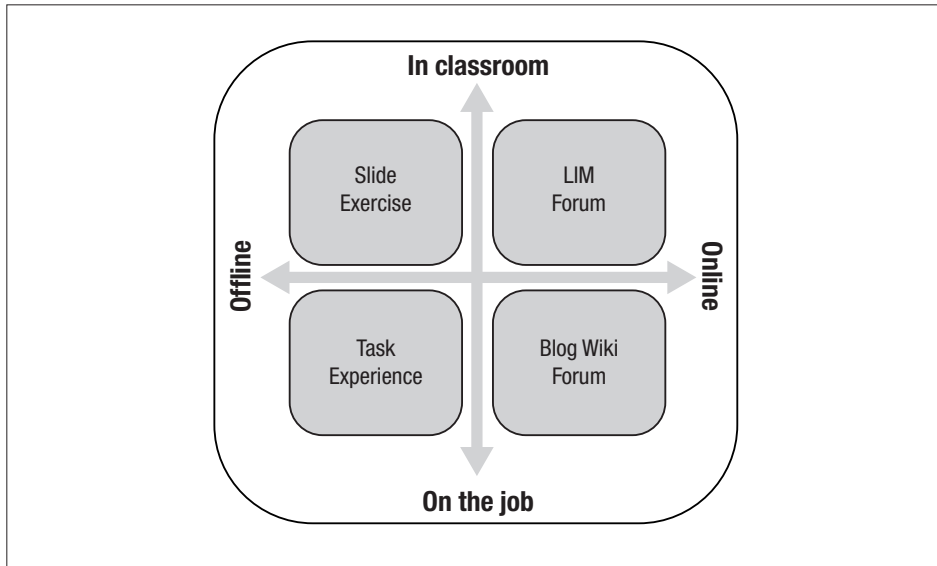 In classroom
Slide
Exercise
LIM
Forum
Offline
Online
Task
Experience
Blog Wiki
Forum
On the job